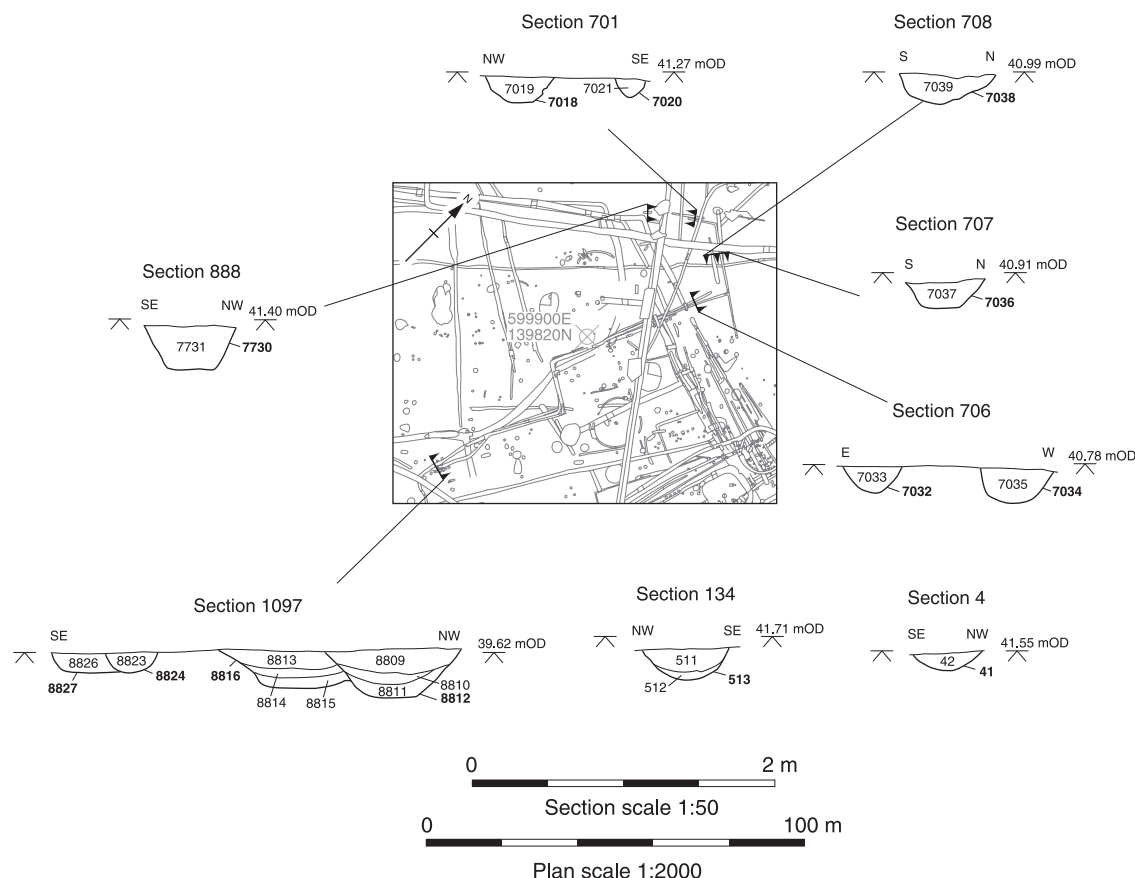 Section 701
NW SE 41.27 mOD
7019 7021
7018 7020
Section 708
S N 40.99 mOD
7039
7038
N
Section 707
S N 40.91 mOD
7037
7036
Section 888
SE NW 41.40 mOD
7731 7730
599900E
139820N
Section 706
E W 40.78 mOD
7033 7035
7032 7034
Section 1097
SE NW 39.62 mOD
8826 8823 8813 8809
8827 8824 8816 8810
8811 8812
8814 8815
Section 134
NW SE 41.71 mOD
511
512 513
Section 4
SE NW 41.55 mOD
42
41
0 2 m
Section scale 1:50
0 100 m
Plan scale 1:2000